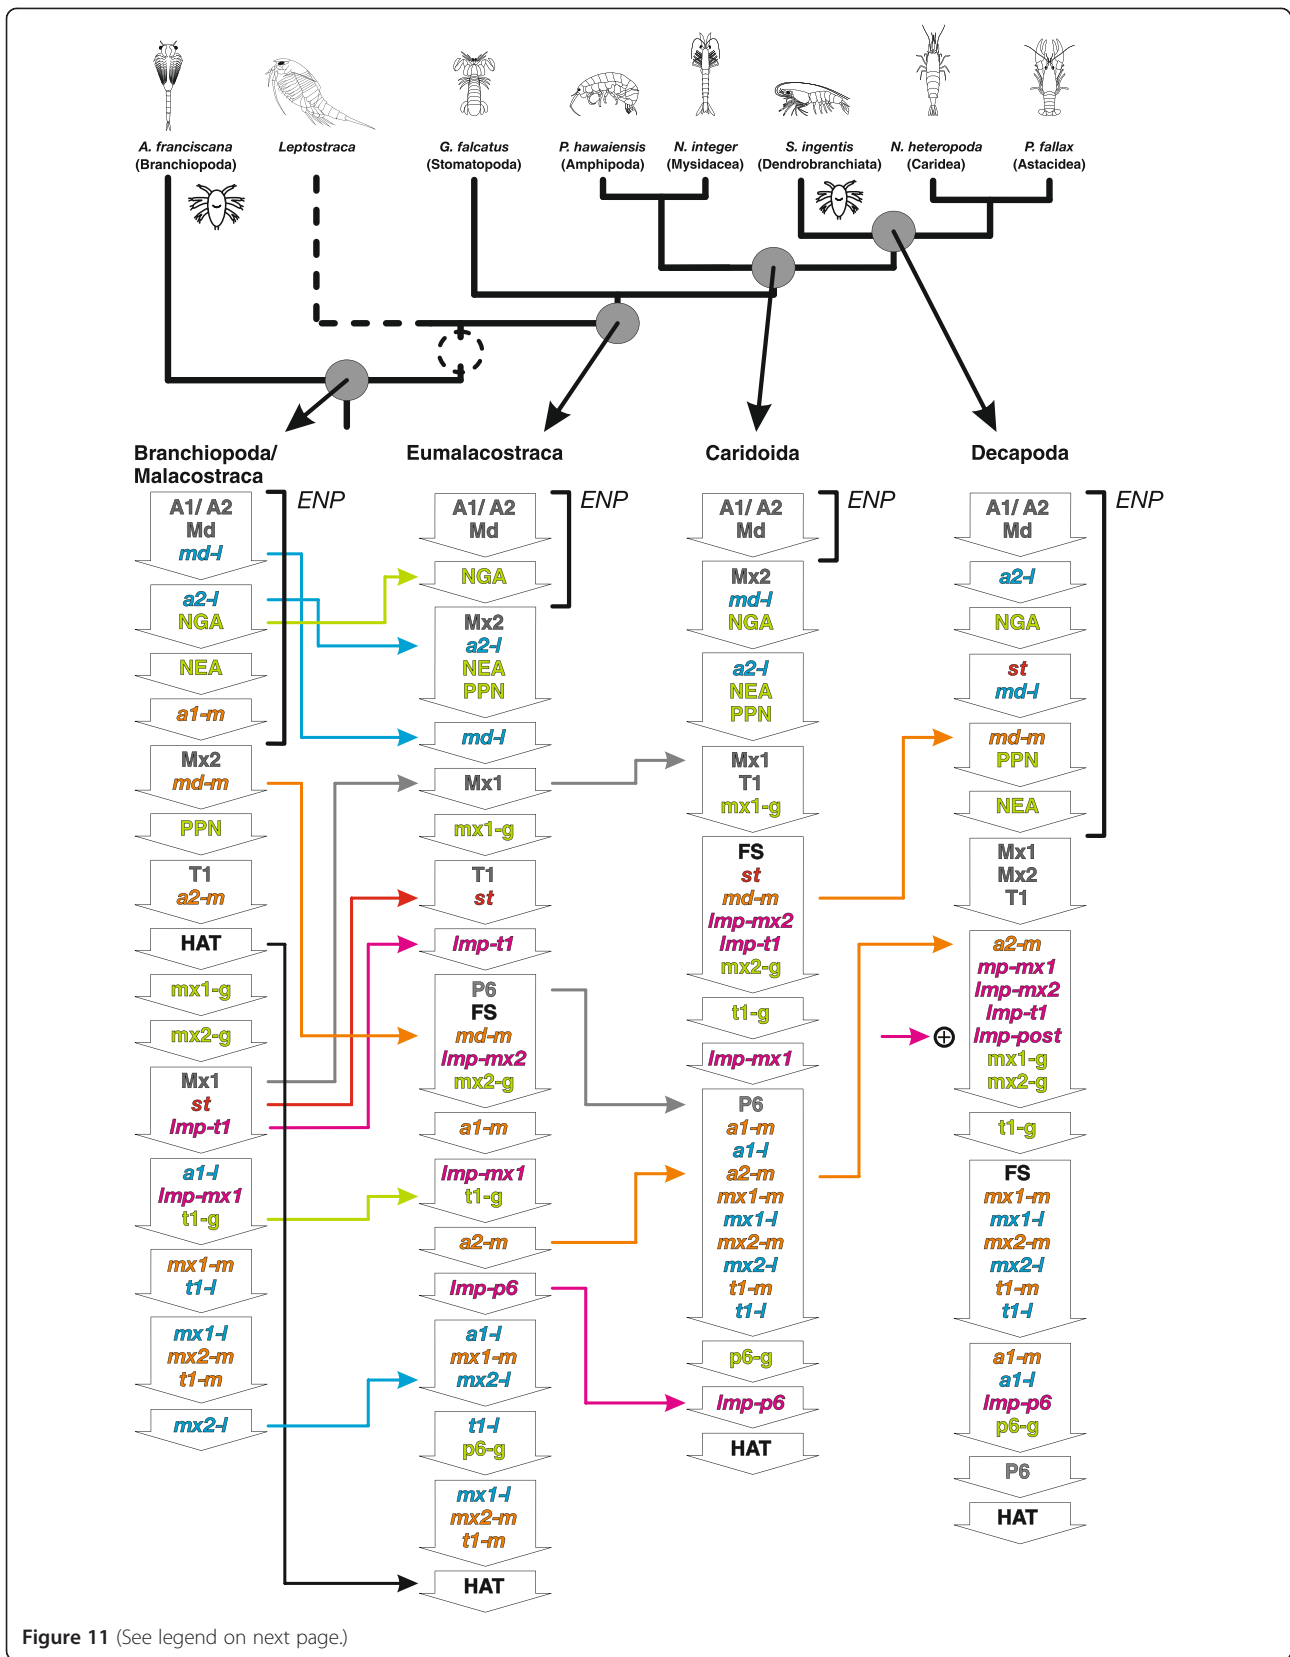 A. franciscana
(Branchiopoda)
Leptostraca
G. falcatus
(Stomatopoda)
P. hawaiensis
(Amphipoda)
N. integer
(Mysidacea)
S. ingentis
(Dendrobranchiata)
N. heteropoda
(Caridea)
P. fallax
(Astacidea)
Branchiopoda/
Malacostraca
ENP
A1/ A2
Md
md-l
a2-l
NGA
NEA
a1-m
Mx2
md-m
PPN
T1
a2-m
HAT
mx1-g
mx2-g
Mx1
st
lmp-t1
a1-l
lmp-mx1
t1-g
mx1-m
t1-l
mx1-l
mx2-m
t1-m
mx2-l
Eumalacostraca
ENP
A1/ A2
Md
NGA
Mx2
a2-l
NEA
PPN
md-l
Mx1
mx1-g
T1
st
lmp-t1
P6
FS
md-m
lmp-mx2
mx2-g
a1-m
lmp-mx1
t1-g
a2-m
lmp-p6
a1-l
mx1-m
mx2-l
t1-l
p6-g
mx1-l
mx2-m
t1-m
HAT
Caridoida
ENP
A1/ A2
Md
Mx2
md-l
NGA
a2-l
NEA
PPN
Mx1
T1
mx1-g
FS
st
md-m
lmp-mx2
lmp-t1
mx2-g
t1-g
lmp-mx1
P6
a1-m
a1-l
a2-m
mx1-m
mx1-l
mx2-m
mx2-l
t1-m
t1-l
p6-g
lmp-p6
HAT
Decapoda
ENP
A1/ A2
Md
a2-l
NGA
st
md-l
md-m
PPN
NEA
Mx1
Mx2
T1
a2-m
mp-mx1
lmp-mx2
lmp-t1
lmp-post
mx1-g
mx2-g
t1-g
FS
mx1-m
mx1-l
mx2-m
mx2-l
t1-m
t1-l
a1-m
a1-l
lmp-p6
p6-g
P6
HAT
Figure 11 (See legend on next page.)